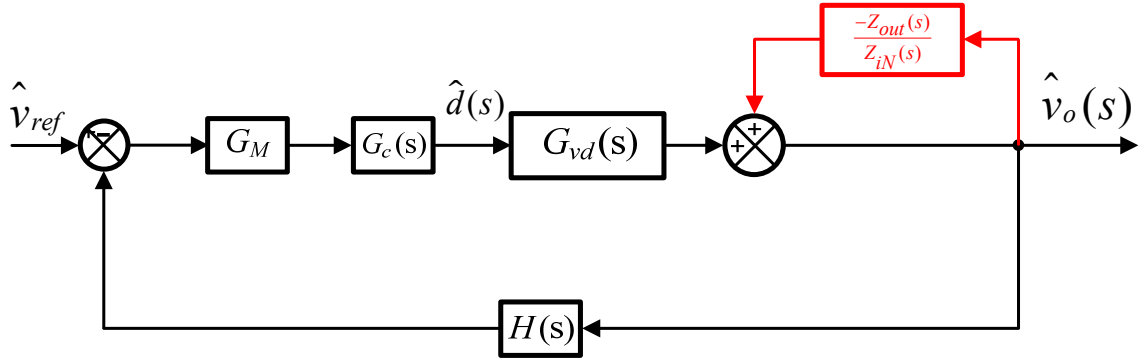 -Z_out(s)
Z_iN(s)
v̂_ref
+ -
G_M
G_c(s)
d̂(s)
G_vd(s)
+
+
v̂_o(s)
H(s)